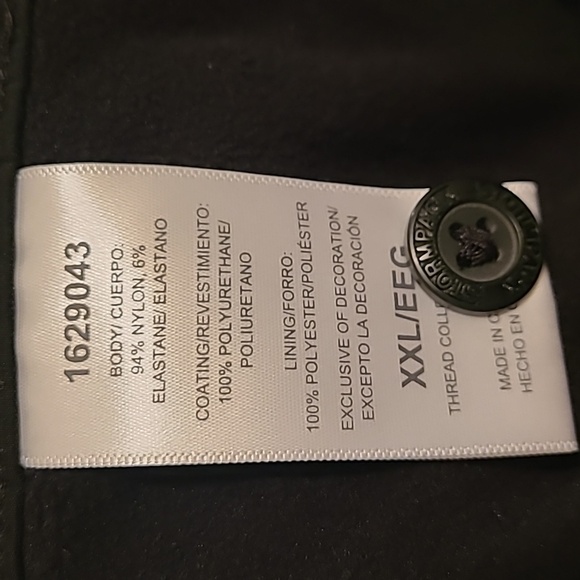 1629043
BODY/ CUERPO:
94% NYLON, 6%
ELASTANE/ ELASTANO
COATING/REVESTIMIENTO:
100% POLYURETHANE/
POLIURETANO
LINING/FORRO:
100% POLYESTER/POLIÉSTER
EXCLUSIVE OF DECORATION/
EXCEPTO LA DECORACIÓN
XXL/EEG
THREAD COLLE
MADE IN
HECHO EN